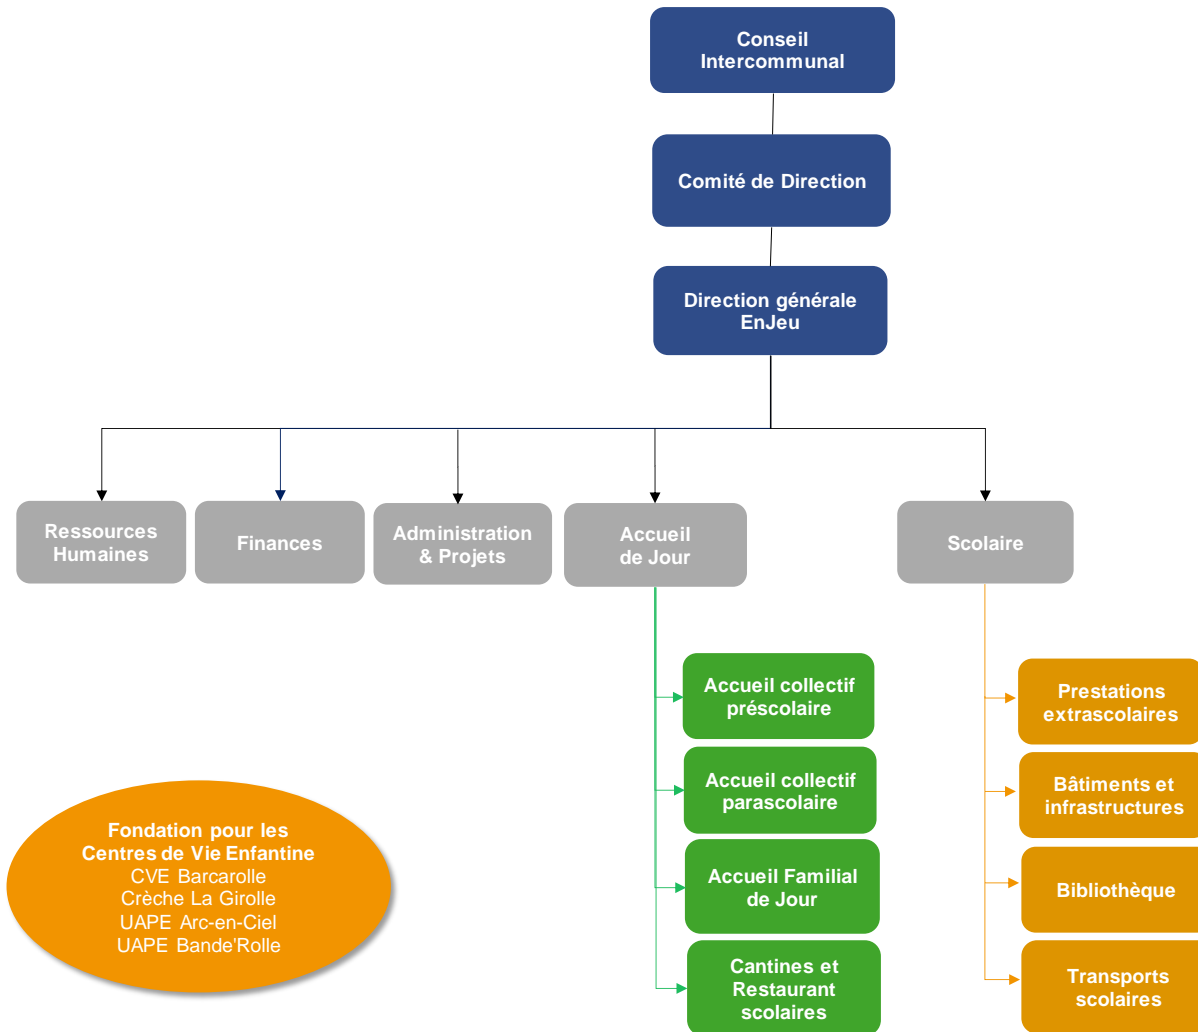 Conseil
Intercommunal
Comité de Direction
Direction générale
EnJeu
Ressources
Humaines
Finances
Administration
& Projets
Accueil
de Jour
Scolaire
Accueil collectif
préscolaire
Accueil collectif
parascolaire
Accueil Familial
de Jour
Cantines et
Restaurant
scolaires
Prestations
extrascolaires
Bâtiments et
infrastructures
Bibliothèque
Transports
scolaires
Fondation pour les
Centres de Vie Enfantine
CVE Barcarolle
Crèche La Girolle
UAPE Arc-en-Ciel
UAPE Bande'Rolle